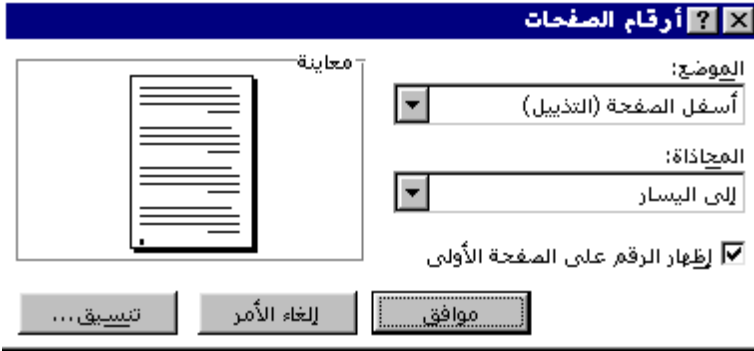 أرقام الصفحات
الموضع:
أسفل الصفحة (التذييل)
المحاذاة:
إلى اليسار
إظهار الرقم على الصفحة الأولى
معاينة
موافق
إلغاء الأمر
تنسيق...